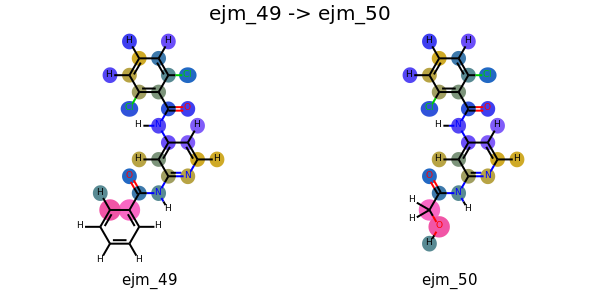 ejm_49 -> ejm_50
H H H H
H Cl H Cl
Cl O Cl O
H N H H N H
H H H H
O N O N
H N H N
H H H H
H H H O
H H H
ejm_49 ejm_50